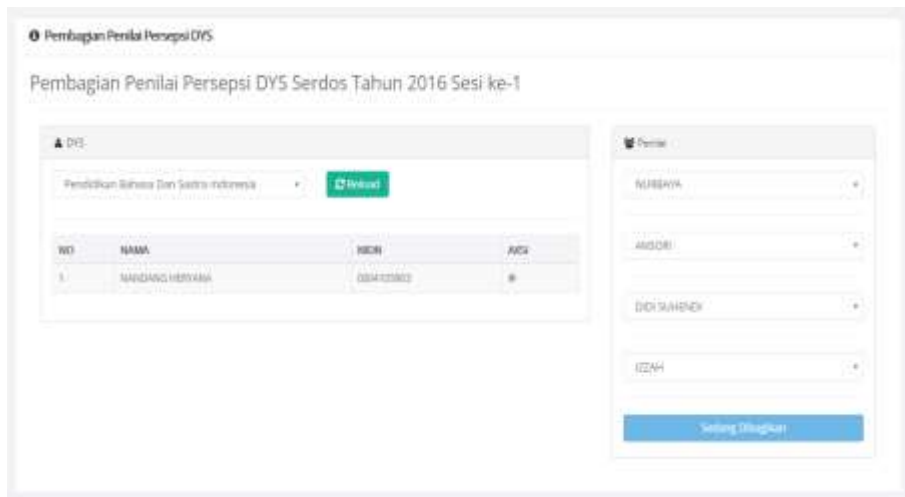 Pembagian Penilai Persepsi DYS
Pembagian Penilai Persepsi DYS Serdos Tahun 2016 Sesi ke-1
DYS
Pendidikan Bahasa Dan Sastra Indonesia
Reload
NO NAMA NIDN AKSI
1 NANDANG HERYANA
Penilai
NURBAYA
ANSORI
DIDI SUHENDI
IZZAH
Sedang Dibagikan